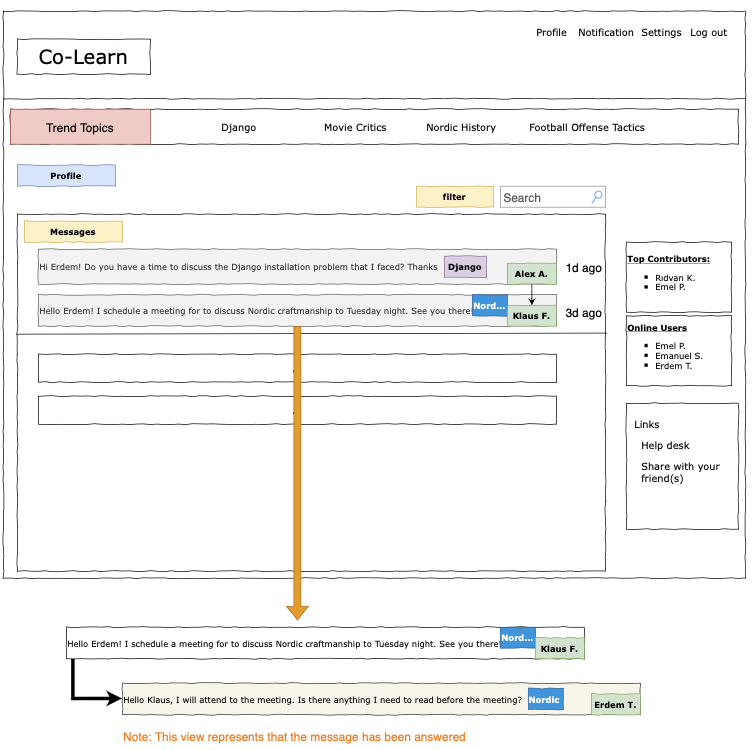 Profile Notification Settings Log out
Co-Learn
Trend Topics Django Movie Critics Nordic History Football Offense Tactics
Profile
filter Search
Messages
Hi Erdem! Do you have a time to discuss the Django installation problem that I faced? Thanks Django
Alex A. 1d ago
Hello Erdem! I schedule a meeting for to discuss Nordic craftmanship to Tuesday night. See you there Nord...
Klaus F. 3d ago
Top Contributors:
Rıdvan K.
Emel P.
Online Users
Emel P.
Emanuel S.
Erdem T.
Links
Help desk
Share with your
friend(s)
Hello Erdem! I schedule a meeting for to discuss Nordic craftmanship to Tuesday night. See you there Nord...
Klaus F.
Hello Klaus, I will attend to the meeting. Is there anything I need to read before the meeting? Nordic
Erdem T.
Note: This view represents that the message has been answered